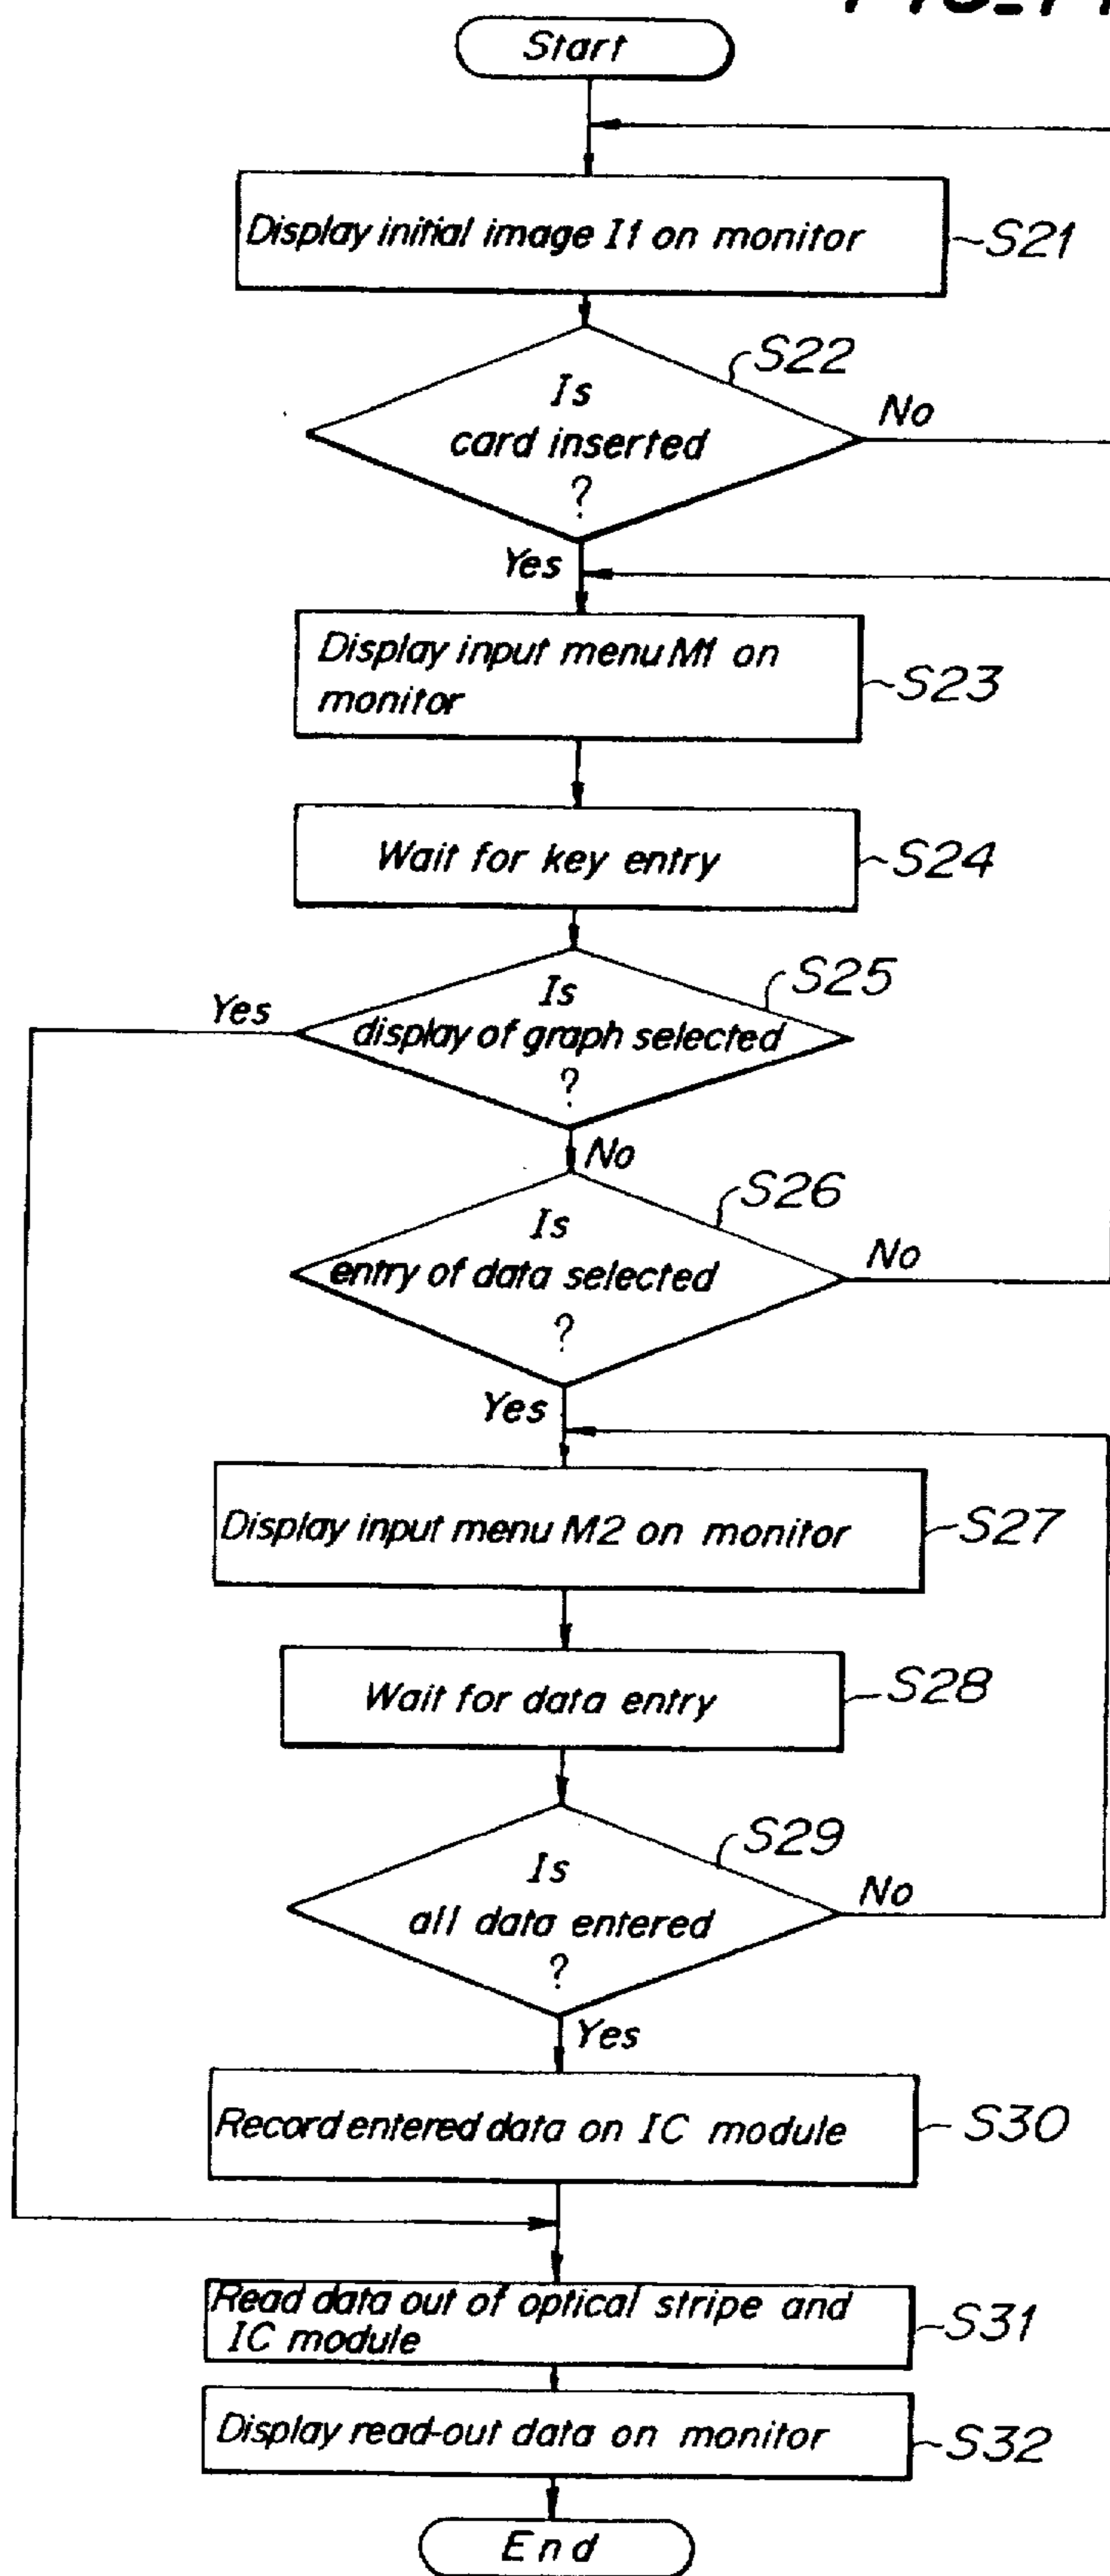 Start
Display initial image I1 on monitor
S21
S22
Is
card inserted
?
No
Yes
Display input menu M1 on
monitor
S23
Wait for key entry
S24
S25
Is
display of graph selected
?
Yes
No
S26
Is
entry of data selected
?
No
Yes
Display input menu M2 on monitor
S27
Wait for data entry
S28
S29
Is
all data entered
?
No
Yes
Record entered data on IC module
S30
Read data out of optical stripe and
IC module
S31
Display read-out data on monitor
S32
End